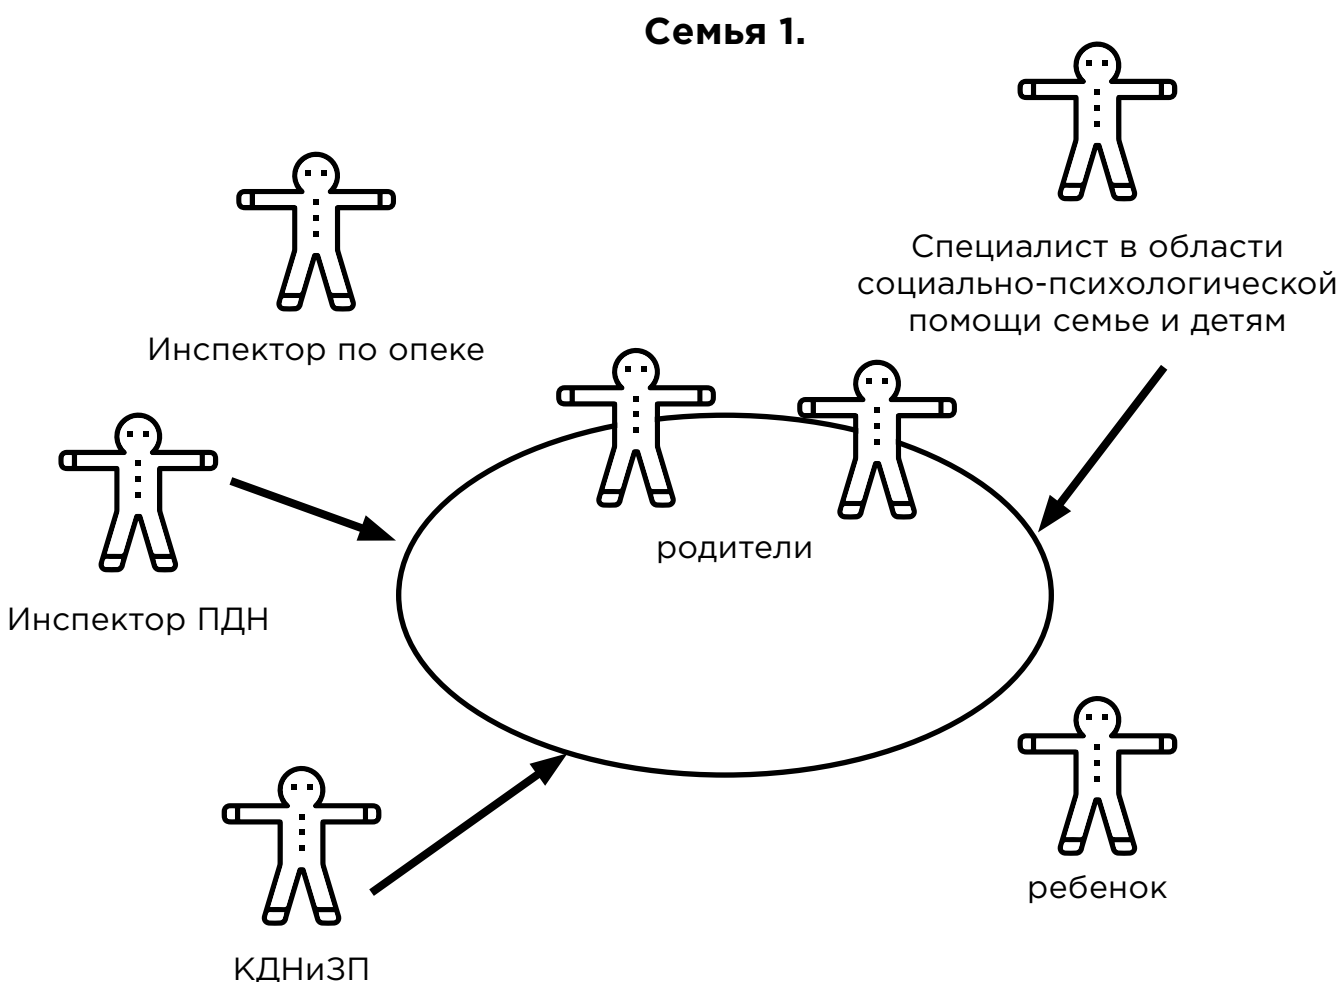 Семья 1.
Специалист в области
социально-психологической
помощи семье и детям
Инспектор по опеке
родители
Инспектор ПДН
ребенок
КДНиЗП